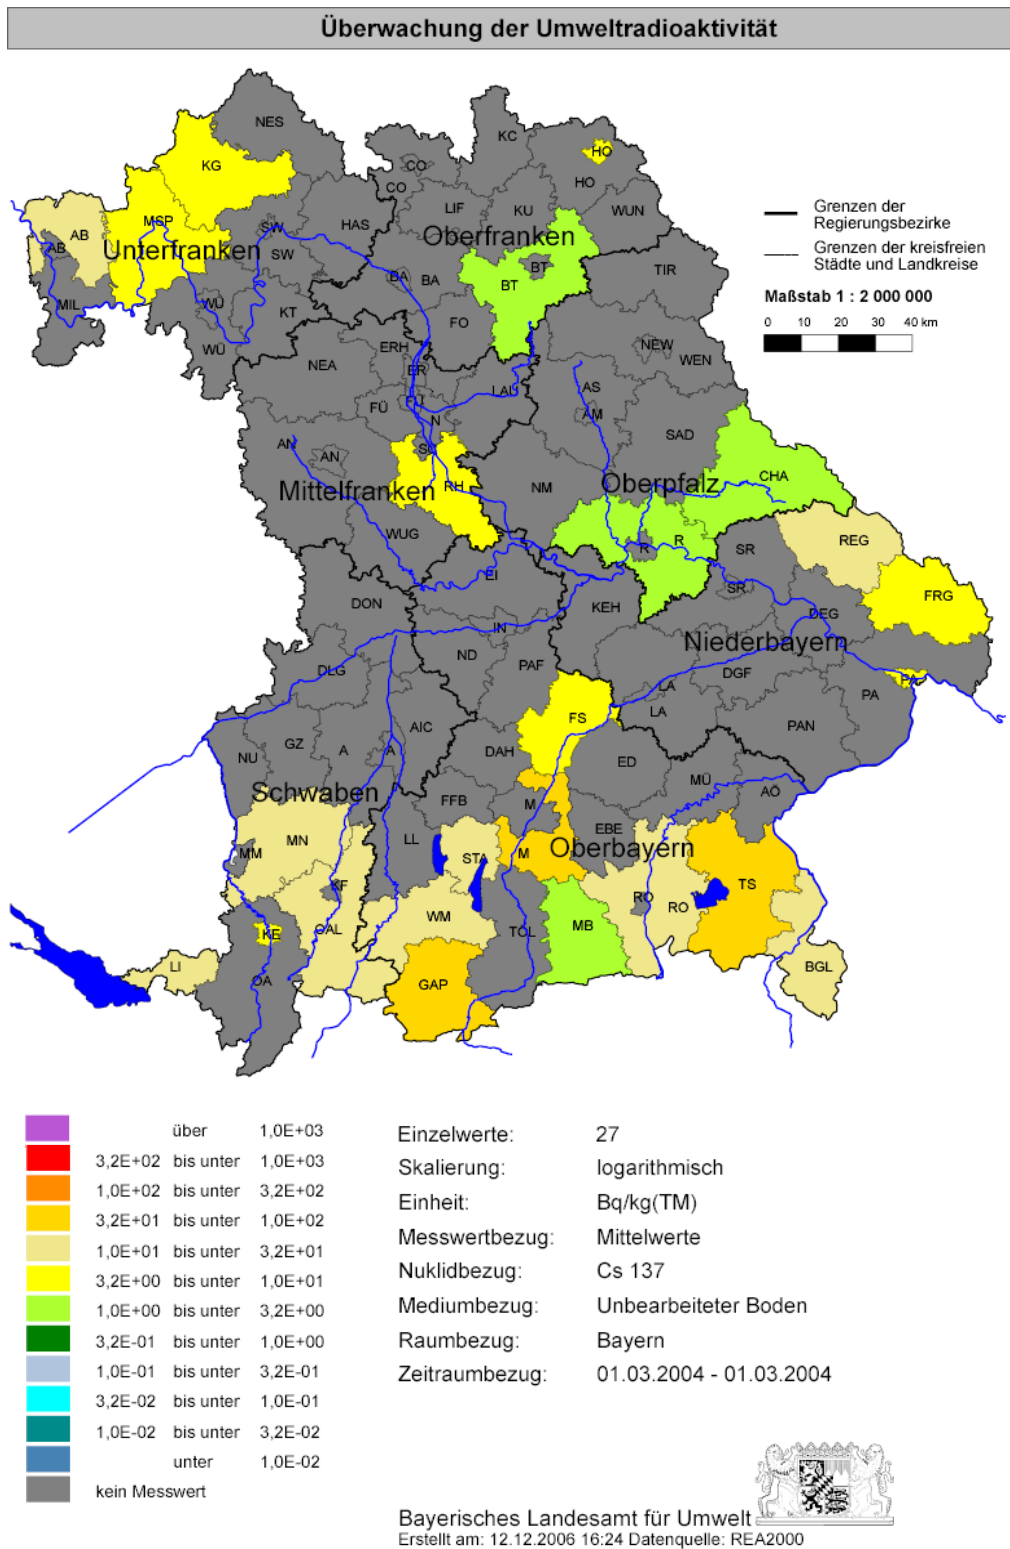 Überwachung der Umweltradioaktivität
NES
KC
KG
CO
HO
CO
HO
KU
WUN
LIF
HAS
MSP
SW
AB
AB
Unterfranken
Oberfranken
SW
BT
TIR
BA
BA
BT
MIL
WÜ
KT
FO
WÜ
ERH
NEW
WEN
NEA
ER
LAU
AS
FÜ
FÜ
N
AM
SAD
AN
AN
SC
CHA
Mittelfranken
RH
NM
Oberpfalz
WUG
R
R
SR
REG
EI
SR
FRG
DON
KEH
DEG
IN
Niederbayern
ND
PAF
DLG
DGF
PA
LA
PA
LA
FS
PAN
AIC
GZ
A
A
NU
DAH
ED
MÜ
AÖ
Schwaben
FFB
M
EBE
Oberbayern
MN
LL
MM
STA
M
TS
KF
RO
RO
WM
KE
OAL
TÖL
MB
LI
BGL
OA
GAP
Grenzen der
Regierungsbezirke
Grenzen der kreisfreien
Städte und Landkreise
Maßstab 1 : 2 000 000
0 10 20 30 40 km
über 1,0E+03
3,2E+02 bis unter 1,0E+03
1,0E+02 bis unter 3,2E+02
3,2E+01 bis unter 1,0E+02
1,0E+01 bis unter 3,2E+01
3,2E+00 bis unter 1,0E+01
1,0E+00 bis unter 3,2E+00
3,2E-01 bis unter 1,0E+00
1,0E-01 bis unter 3,2E-01
3,2E-02 bis unter 1,0E-01
1,0E-02 bis unter 3,2E-02
unter 1,0E-02
kein Messwert
Einzelwerte: 27
Skalierung: logarithmisch
Einheit: Bq/kg(TM)
Messwertbezug: Mittelwerte
Nuklidbezug: Cs 137
Mediumbezug: Unbearbeiteter Boden
Raumbezug: Bayern
Zeitraumbezug: 01.03.2004 - 01.03.2004
Bayerisches Landesamt für Umwelt
Erstellt am: 12.12.2006 16:24 Datenquelle: REA2000